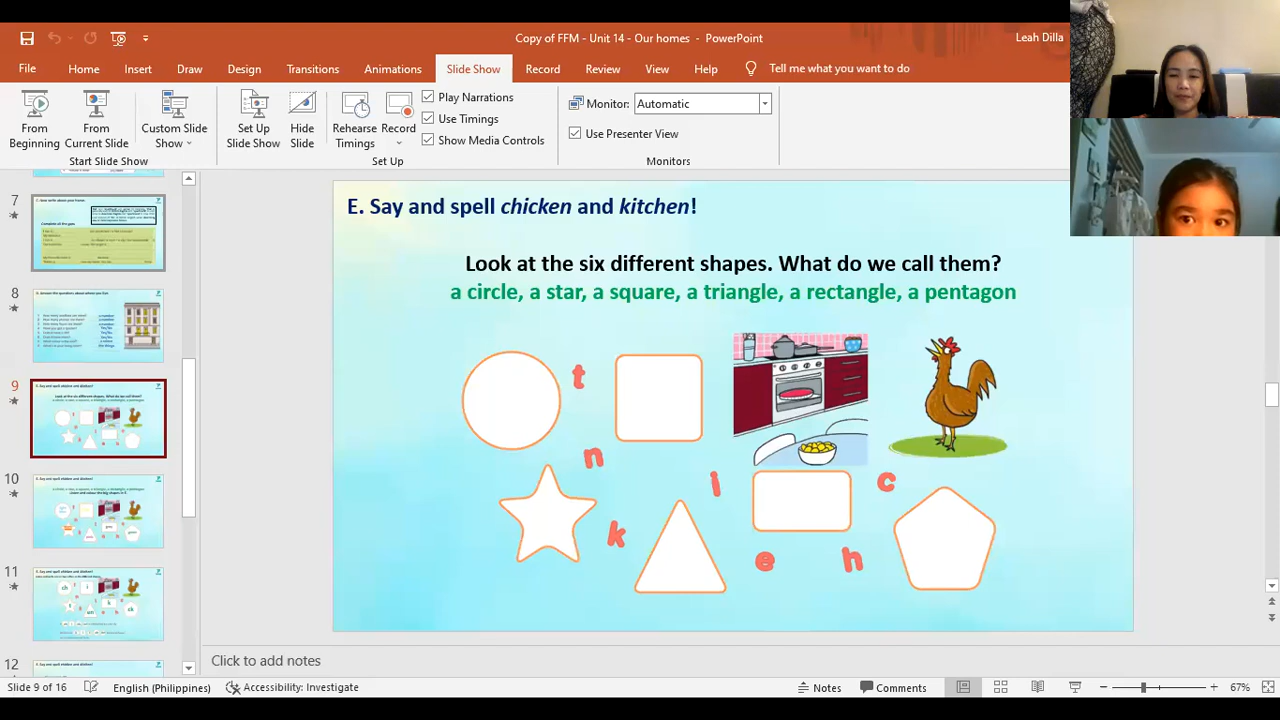 Copy of FFM - Unit 14 - Our homes - PowerPoint
Leah Dilla
File Home Insert Draw Design Transitions Animations Slide Show Record Review View Help Tell me what you want to do
From Beginning
From Current Slide
Custom Slide Show
Start Slide Show
Set Up Slide Show
Hide Slide
Rehearse Timings
Record
Play Narrations
Use Timings
Show Media Controls
Set Up
Monitor: Automatic
Use Presenter View
Monitors
7
8
9
10
11
12
E. Say and spell chicken and kitchen!
Look at the six different shapes. What do we call them?
a circle, a star, a square, a triangle, a rectangle, a pentagon
t
n
i
c
k
e
h
Click to add notes
Slide 9 of 16 English (Philippines) Accessibility: Investigate Notes Comments 67%